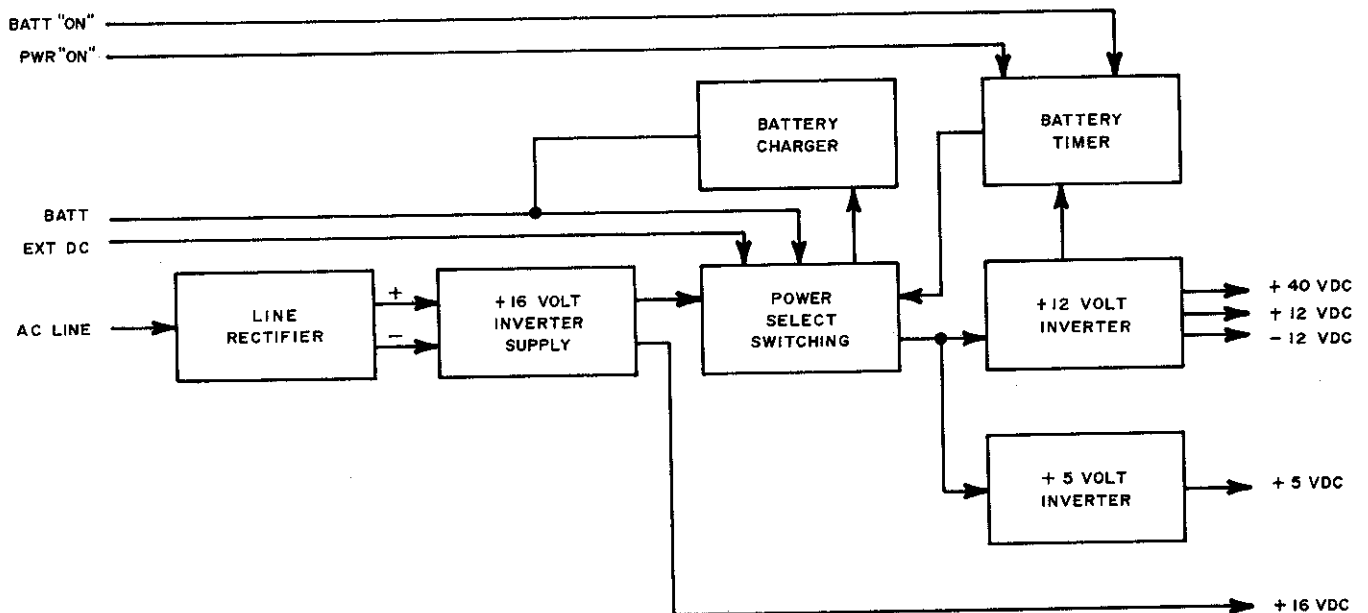 BATT "ON"
PWR "ON"
BATTERY
CHARGER
BATTERY
TIMER
BATT
EXT DC
AC LINE
LINE
RECTIFIER
+
-
+16 VOLT
INVERTER
SUPPLY
POWER
SELECT
SWITCHING
+12 VOLT
INVERTER
+ 40 VDC
+ 12 VDC
- 12 VDC
+ 5 VOLT
INVERTER
+ 5 VDC
+ 16 VDC